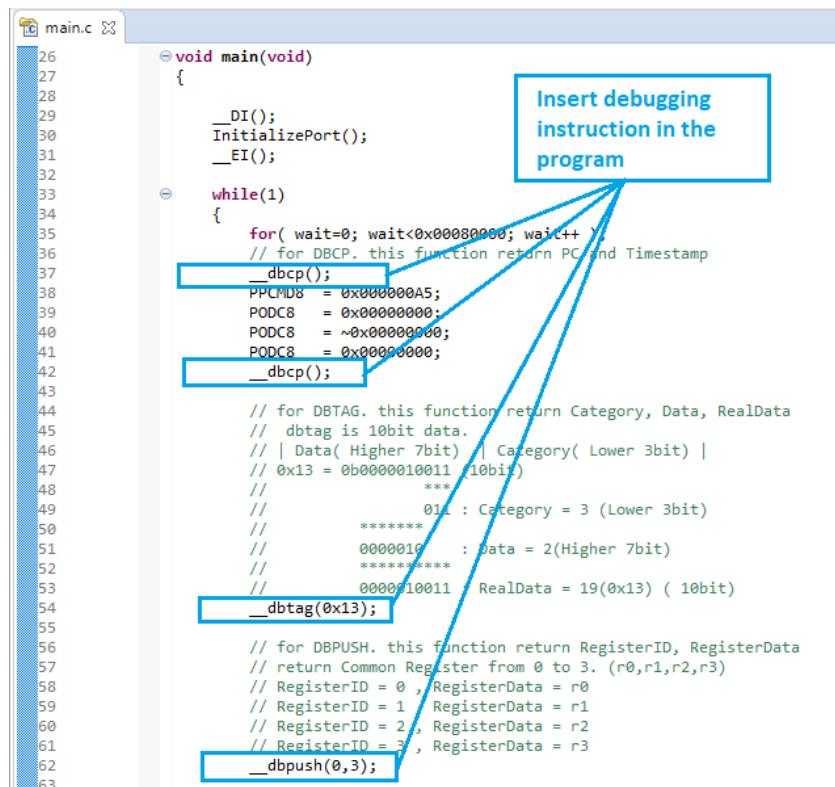 main.c
26 void main(void)
27 {
28
29 __DI();
30 InitializePort();
31 __EI();
32
33 while(1)
34 {
35 for( wait=0; wait<0x00080000; wait++ );
36 // for DBCP. this function return PC and Timestamp
37 __dbcp();
38 PPCMD8 = 0x000000A5;
39 PODC8 = 0x00000000;
40 PODC8 = ~0x00000000;
41 PODC8 = 0x00000000;
42 __dbcp();
43
44 // for DBTAG. this function return Category, Data, RealData
45 // dbtag is 10bit data.
46 // | Data( Higher 7bit) | Category( Lower 3bit) |
47 // 0x13 = 0b0000010011 (10bit)
48 // ***
49 // 011 : Category = 3 (Lower 3bit)
50 // *******
51 // 0000010 : Data = 2(Higher 7bit)
52 // **********
53 // 0000010011 : RealData = 19(0x13) ( 10bit)
54 __dbtag(0x13);
55
56 // for DBPUSH. this function return RegisterID, RegisterData
57 // return Common Register from 0 to 3. (r0,r1,r2,r3)
58 // RegisterID = 0 , RegisterData = r0
59 // RegisterID = 1 , RegisterData = r1
60 // RegisterID = 2 , RegisterData = r2
61 // RegisterID = 3 , RegisterData = r3
62 __dbpush(0,3);
63
Insert debugging
instruction in the
program